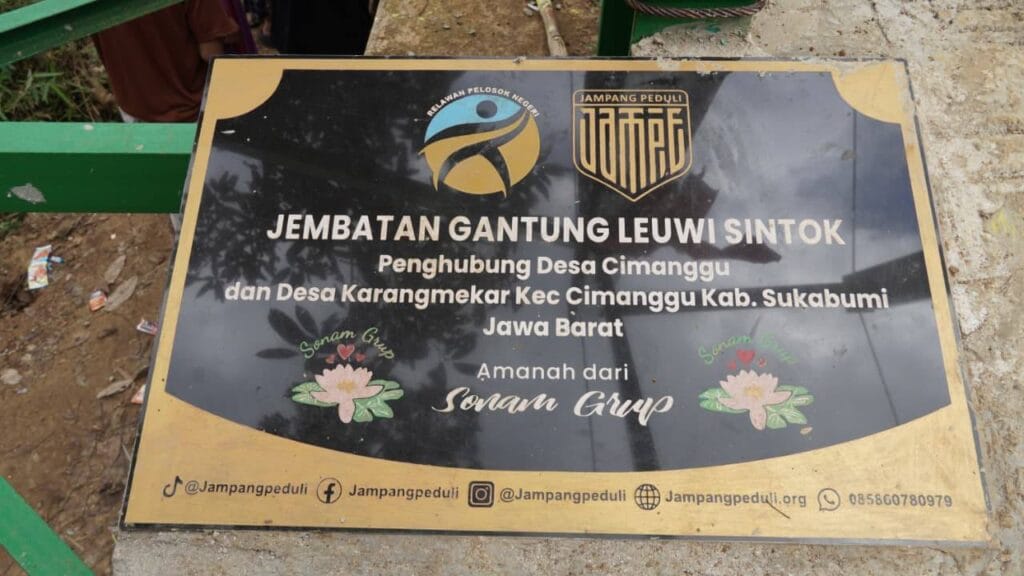 RELAWAN PELOSOK NEGERI
JAMPANG PEDULI
JAMPE
JEMBATAN GANTUNG LEUWI SINTOK
Penghubung Desa Cimanggu
dan Desa Karangmekar Kec Cimanggu Kab. Sukabumi
Jawa Barat
Sonam Grup
Sonam Grup
Amanah dari
Sonam Grup
@Jampangpeduli
Jampangpeduli
@Jampangpeduli
Jampangpeduli.org
085860780979